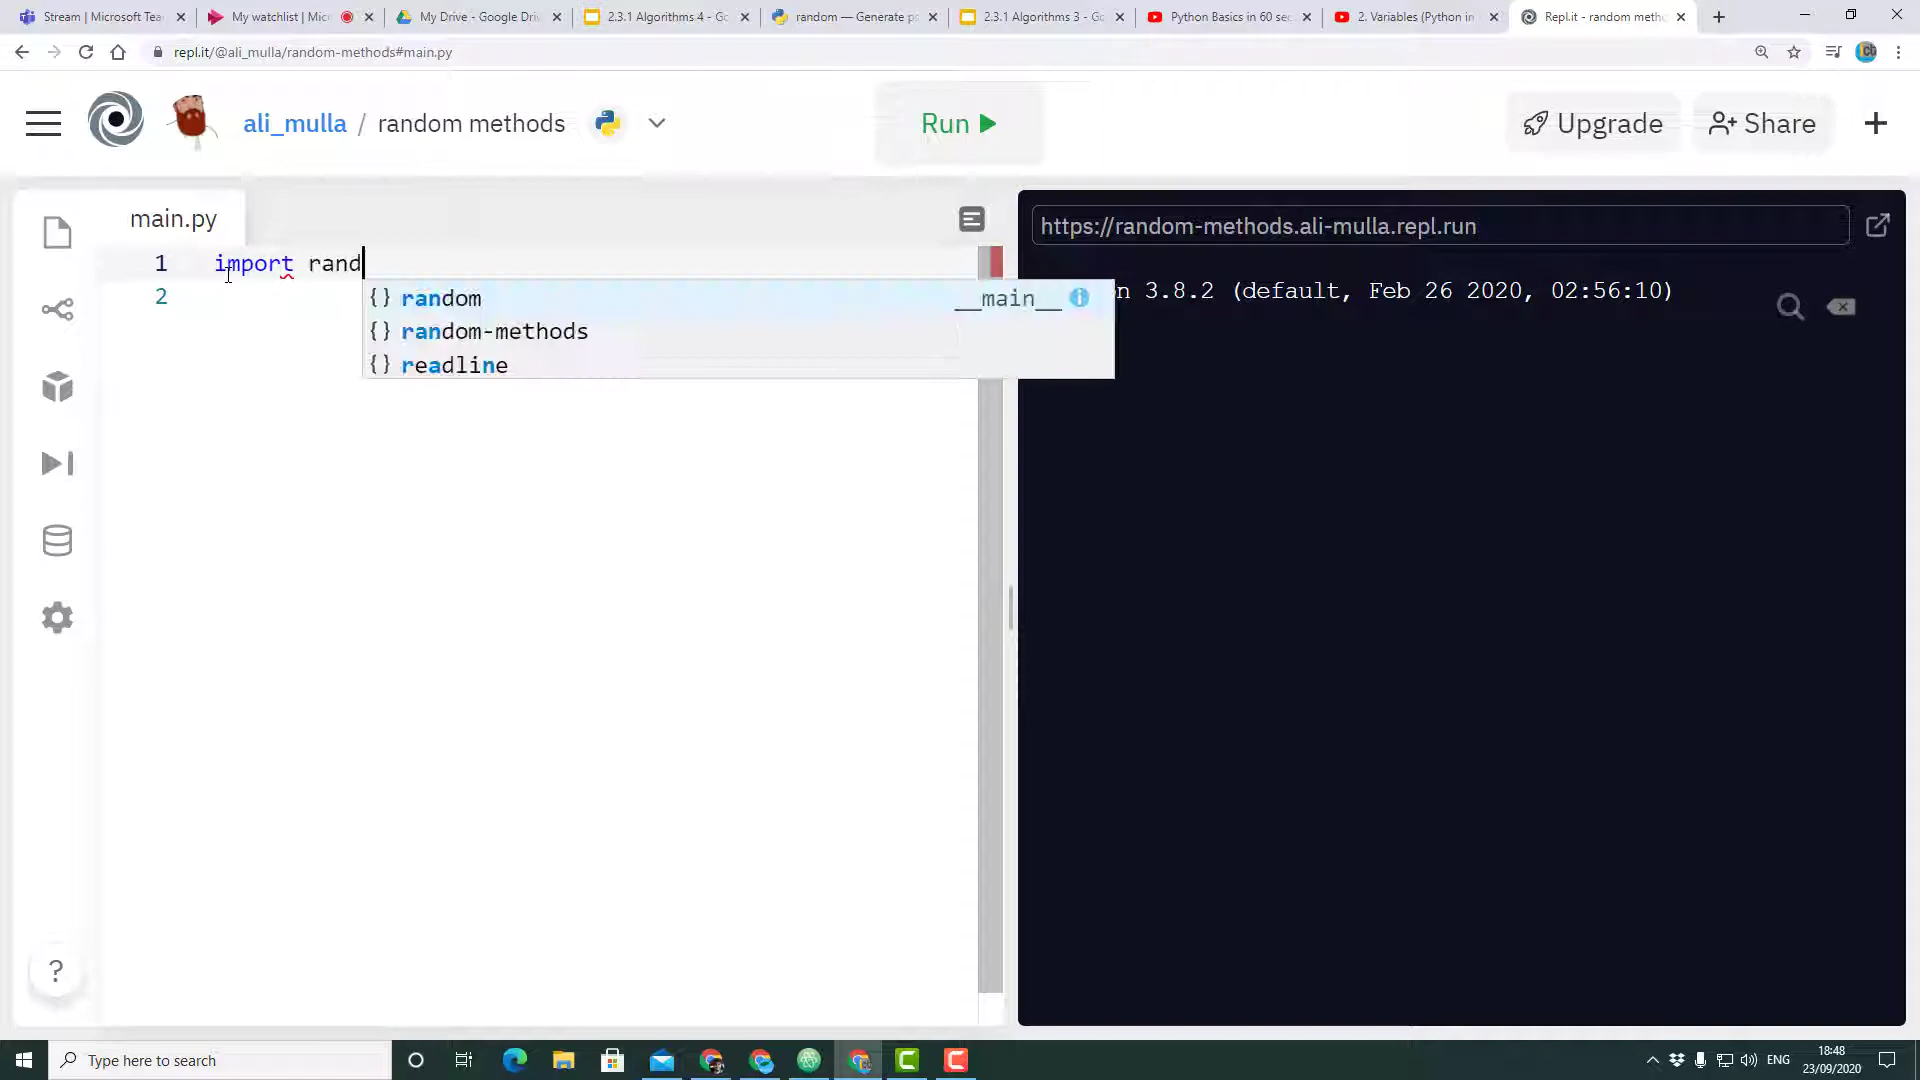 Stream | Microsoft Tea
My watchlist | Mic
My Drive - Google Dri
2.3.1 Algorithms 4 - Go
random — Generate ps
2.3.1 Algorithms 3 - Go
Python Basics in 60 sec
2. Variables (Python in
Repl.it - random meth
repl.it/@ali_mulla/random-methods#main.py
ali_mulla / random methods
Run
Upgrade
Share
main.py
https://random-methods.ali-mulla.repl.run
1 import rand
2
random __main__
random-methods
readline
n 3.8.2 (default, Feb 26 2020, 02:56:10)
?
Type here to search
ENG
18:48
23/09/2020